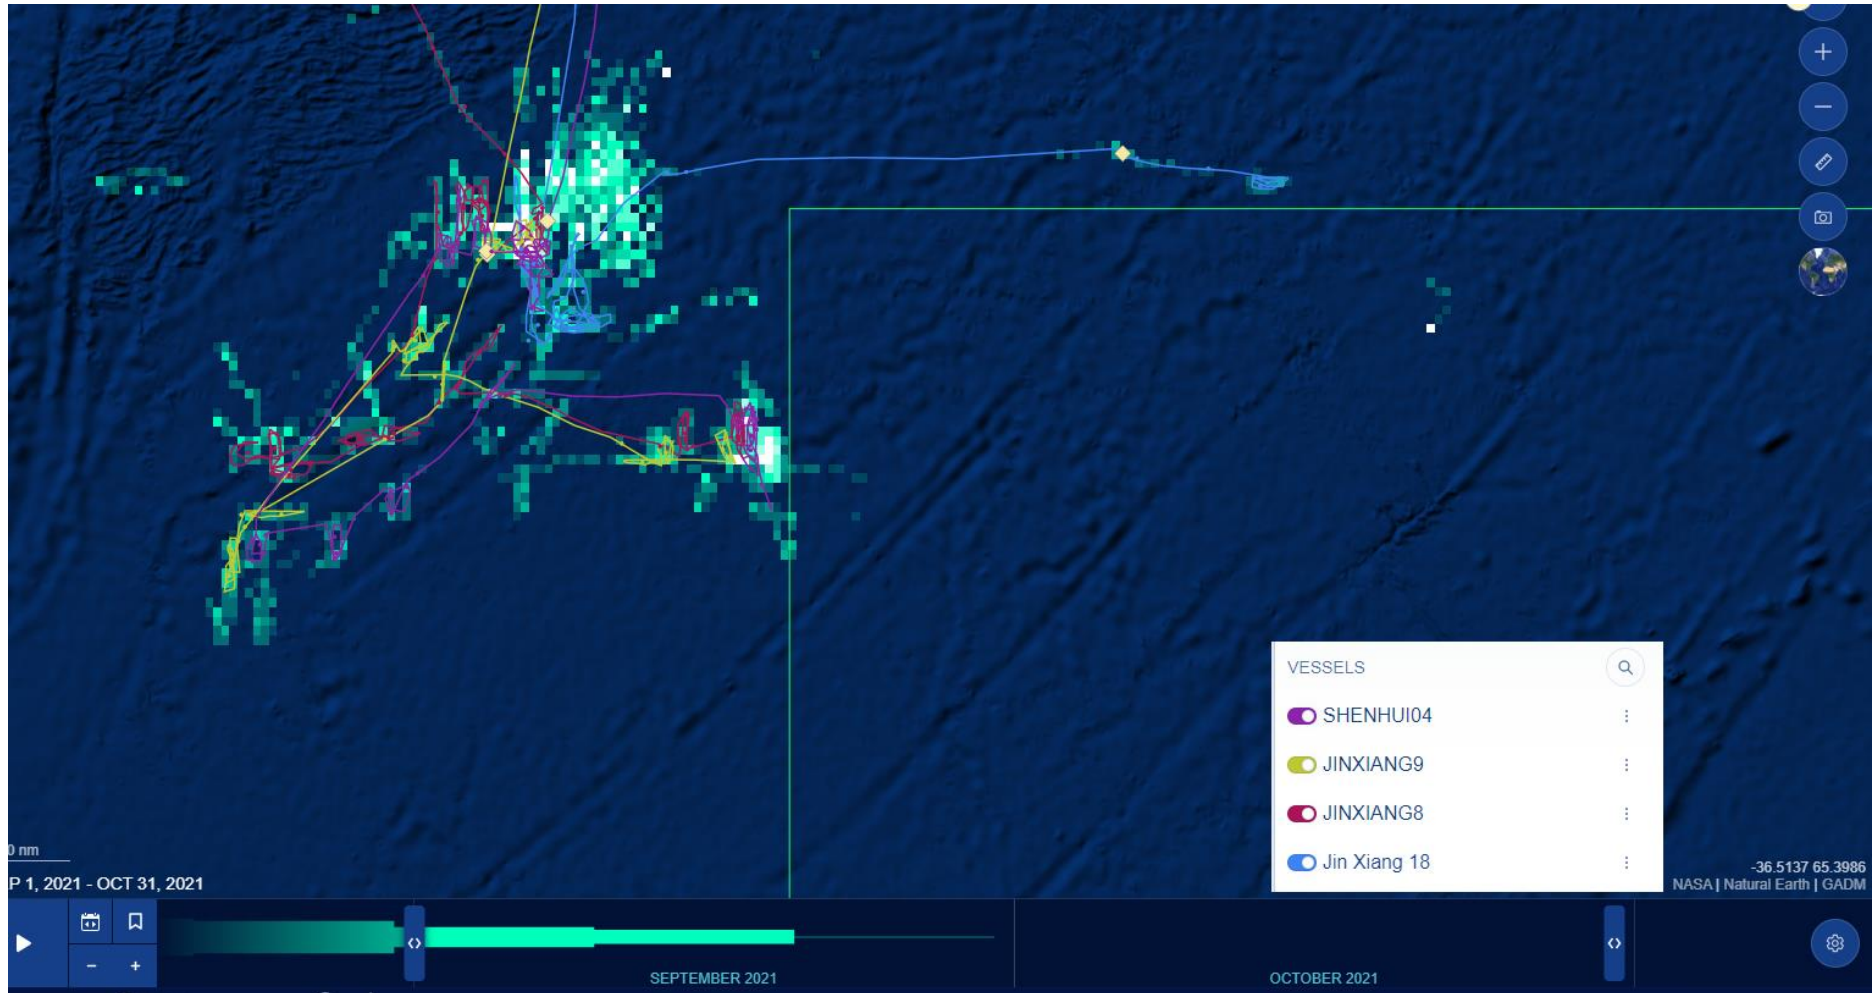 VESSELS
SHENHUI04
JINXIANG9
JINXIANG8
Jin Xiang 18
0 nm
-36.5137 65.3986
P 1, 2021 - OCT 31, 2021
NASA | Natural Earth | GADM
SEPTEMBER 2021
OCTOBER 2021